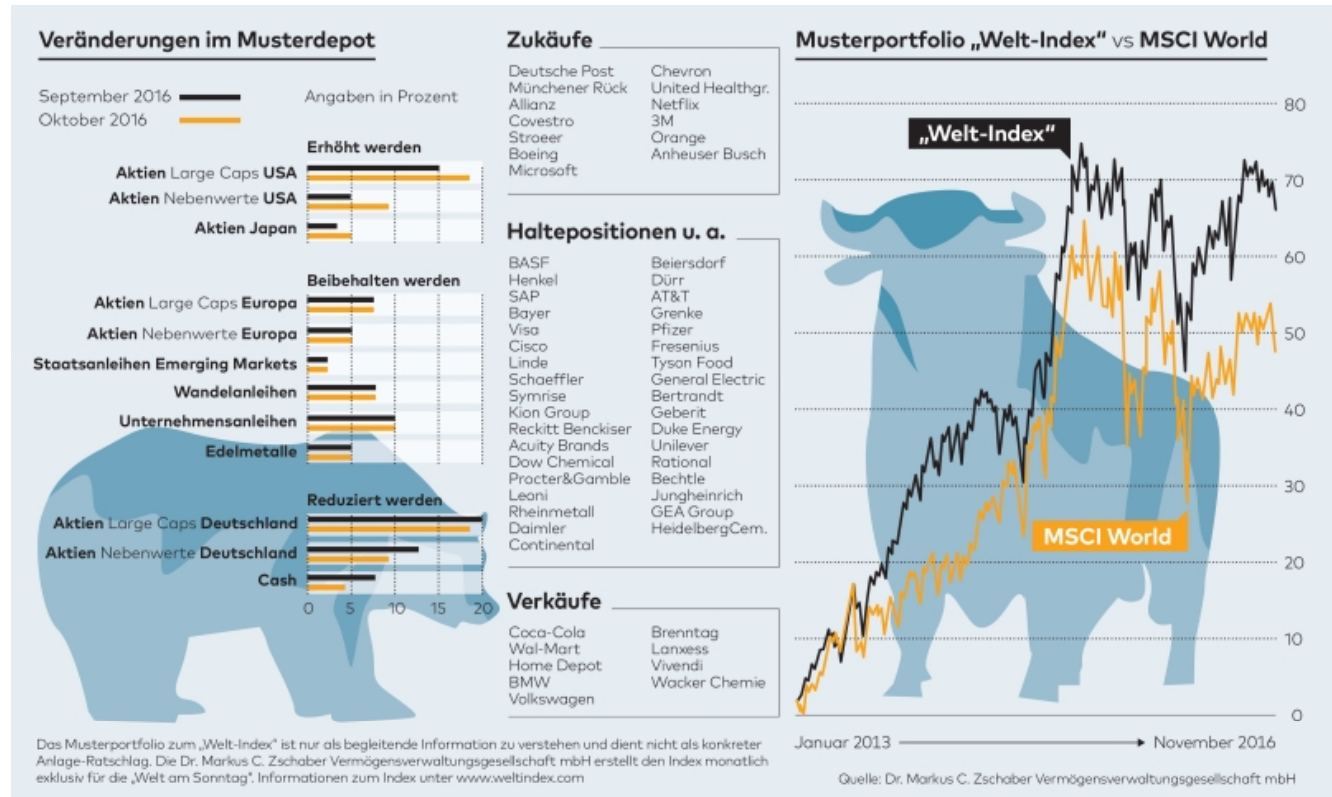 Veränderungen im Musterdepot
September 2016
Oktober 2016
Angaben in Prozent
Erhöht werden
Aktien Large Caps USA
Aktien Nebenwerte USA
Aktien Japan
Beibehalten werden
Aktien Large Caps Europa
Aktien Nebenwerte Europa
Staatsanleihen Emerging Markets
Wandelanleihen
Unternehmensanleihen
Edelmetalle
Reduziert werden
Aktien Large Caps Deutschland
Aktien Nebenwerte Deutschland
Cash
0 5 10 15 20
Zukäufe
Deutsche Post
Münchener Rück
Allianz
Covestro
Stroeer
Boeing
Microsoft
Chevron
United Healthgr.
Netflix
3M
Orange
Anheuser Busch
Haltepositionen u. a.
BASF
Henkel
SAP
Bayer
Visa
Cisco
Linde
Schaeffler
Symrise
Kion Group
Reckitt Benckiser
Acuity Brands
Dow Chemical
Procter&Gamble
Leoni
Rheinmetall
Daimler
Continental
Beiersdorf
Dürr
AT&T
Grenke
Pfizer
Fresenius
Tyson Food
General Electric
Bertrandt
Geberit
Duke Energy
Unilever
Rational
Bechtle
Jungheinrich
GEA Group
HeidelbergCem.
Verkäufe
Coca-Cola
Wal-Mart
Home Depot
BMW
Volkswagen
Brenntag
Lanxess
Vivendi
Wacker Chemie
Musterportfolio „Welt-Index“ vs MSCI World
80
„Welt-Index“
70
60
50
40
30
MSCI World
20
10
0
Januar 2013
November 2016
Das Musterportfolio zum „Welt-Index“ ist nur als begleitende Information zu verstehen und dient nicht als konkreter
Anlage-Ratschlag. Die Dr. Markus C. Zschaber Vermögensverwaltungsgesellschaft mbH erstellt den Index monatlich
exklusiv für die „Welt am Sonntag“. Informationen zum Index unter www.weltindex.com
Quelle: Dr. Markus C. Zschaber Vermögensverwaltungsgesellschaft mbH